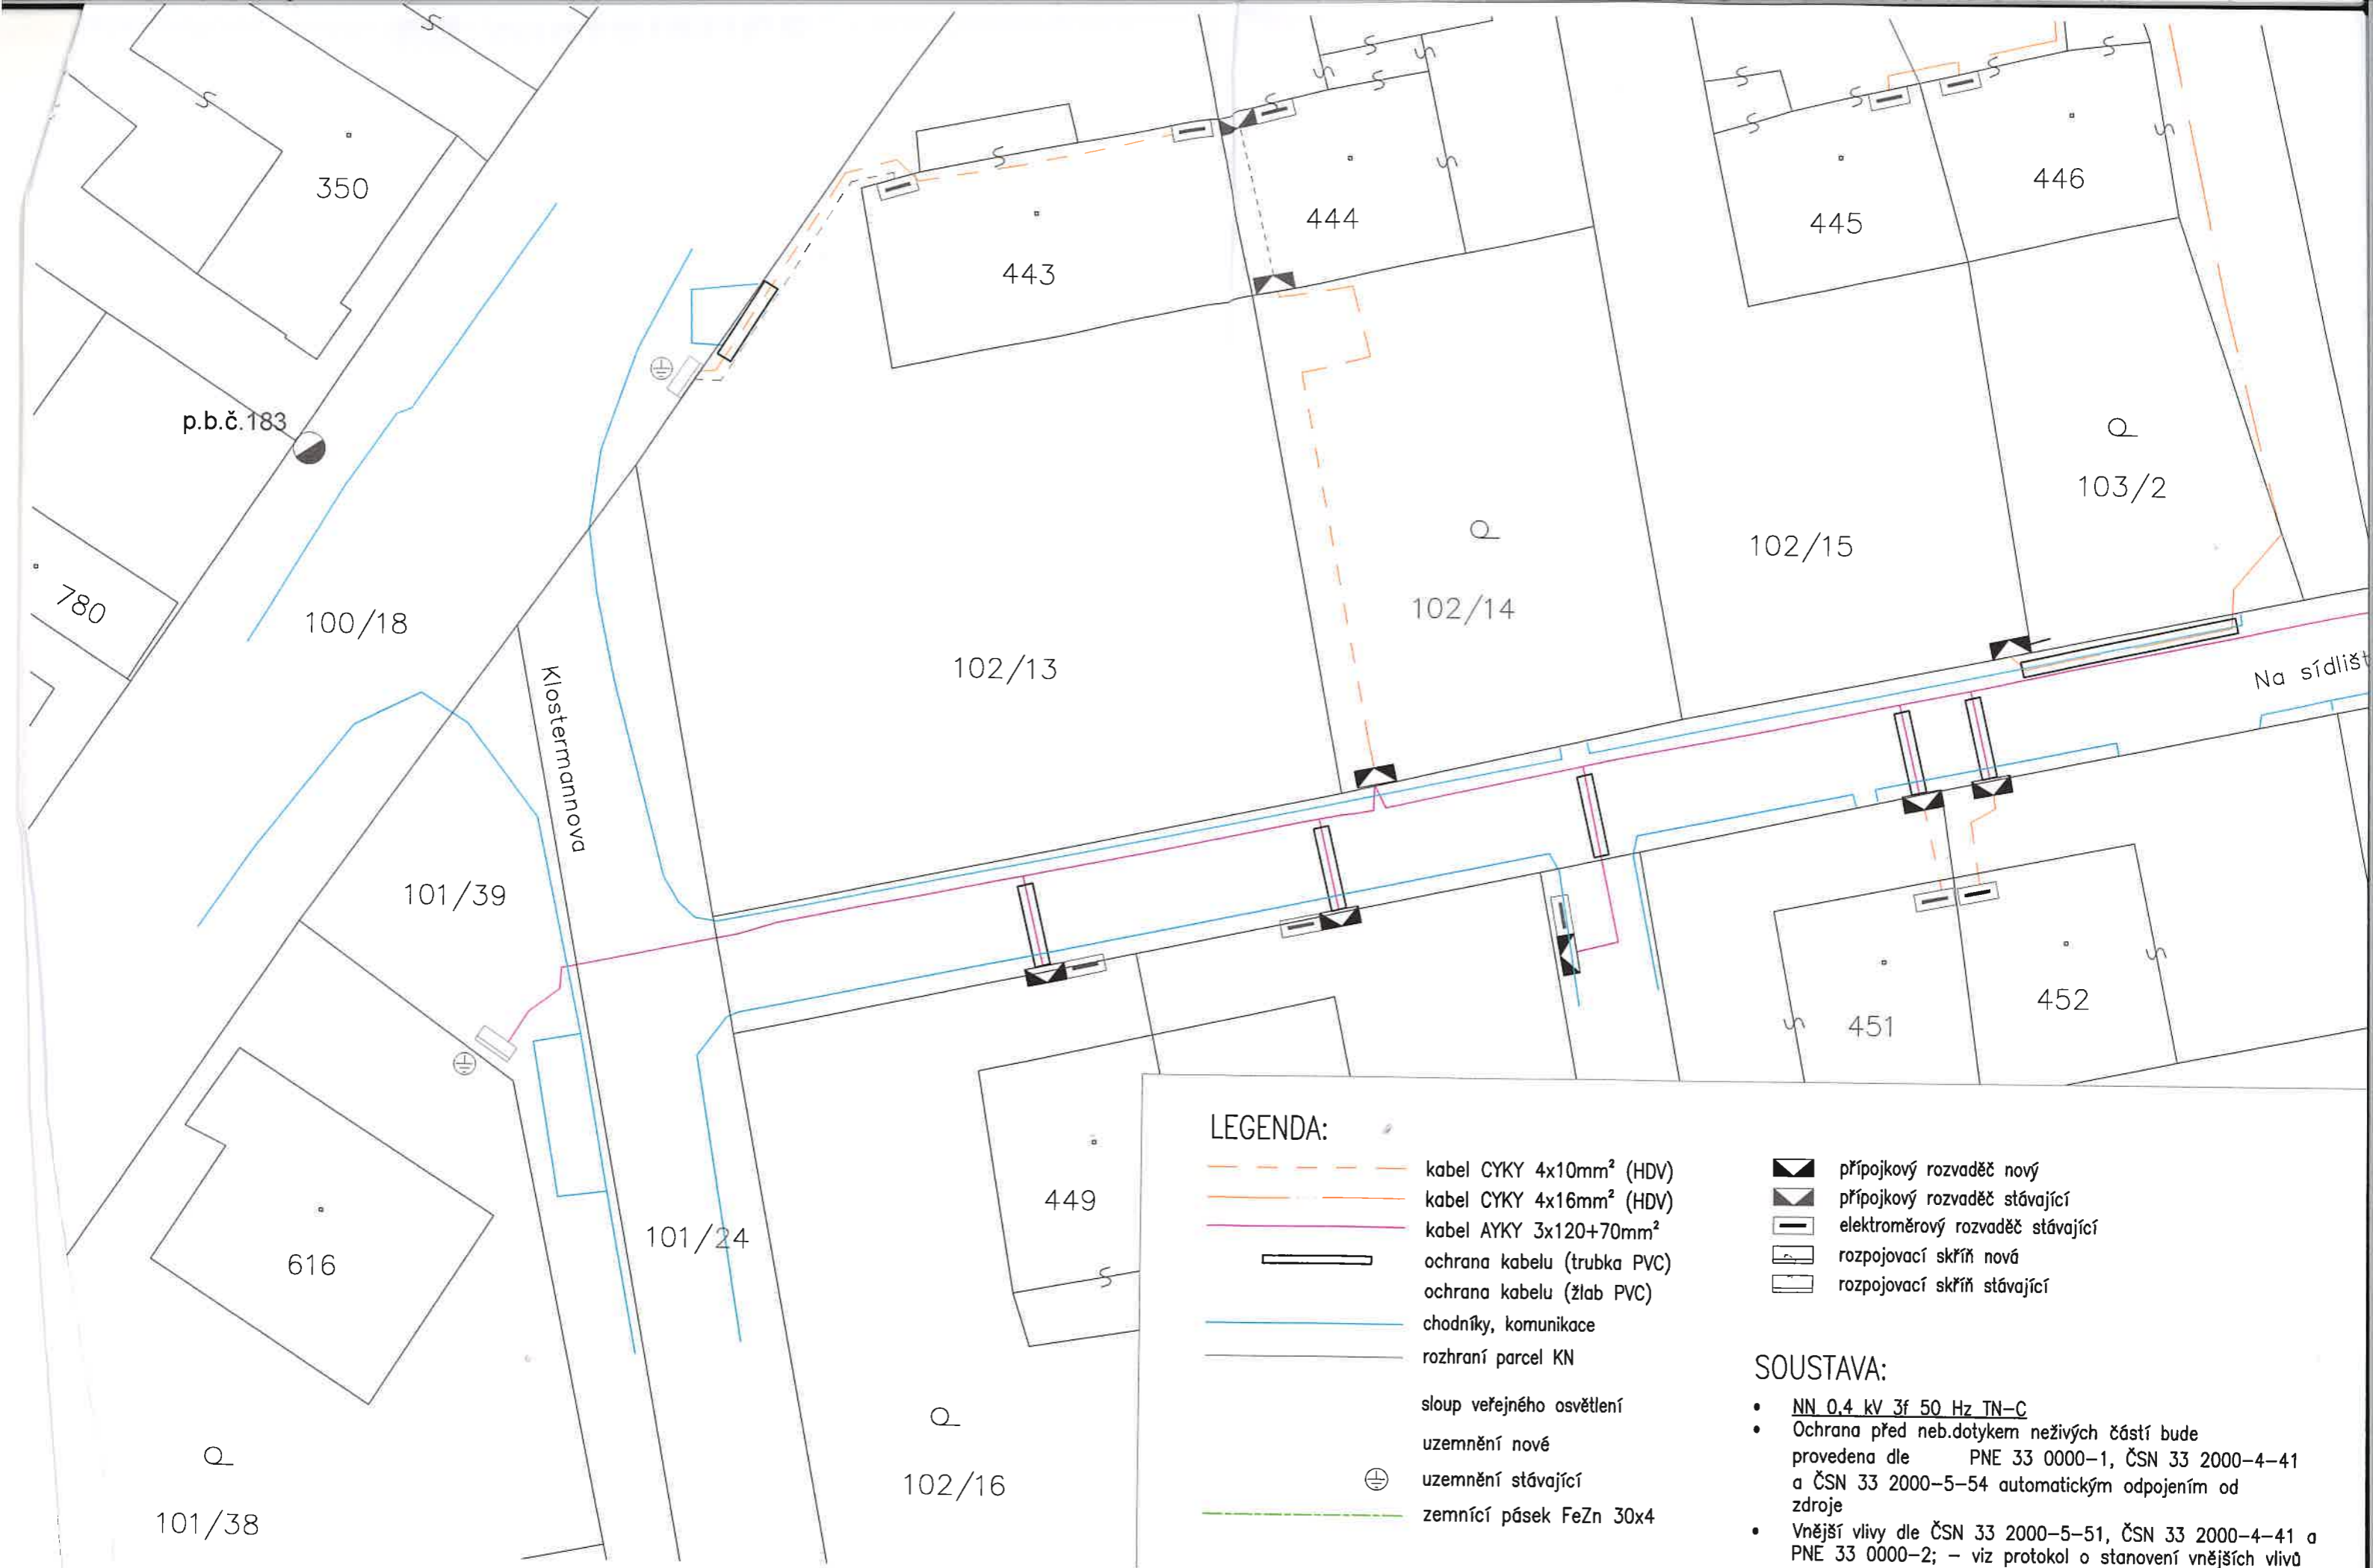 350
443
444
445
446
p.b.č.183
103/2
102/15
102/14
780
100/18
102/13
Klostermannova
Na sídlišt
101/39
451
452
449
101/24
616
102/16
101/38
LEGENDA:
kabel CYKY 4x10mm² (HDV)
kabel CYKY 4x16mm² (HDV)
kabel AYKY 3x120+70mm²
ochrana kabelu (trubka PVC)
ochrana kabelu (žlab PVC)
chodníky, komunikace
rozhraní parcel KN
sloup veřejného osvětlení
uzemnění nové
uzemnění stávající
zemnící pásek FeZn 30x4
přípojkový rozvaděč nový
přípojkový rozvaděč stávající
elektroměrový rozvaděč stávající
rozpojovací skříň nová
rozpojovací skříň stávající
SOUSTAVA:
• NN 0,4 kV 3f 50 Hz TN-C
• Ochrana před neb.dotykem neživých částí bude
provedena dle PNE 33 0000-1, ČSN 33 2000-4-41
a ČSN 33 2000-5-54 automatickým odpojením od
zdroje
• Vnější vlivy dle ČSN 33 2000-5-51, ČSN 33 2000-4-41 a
PNE 33 0000-2; - viz protokol o stanovení vnějších vlivů